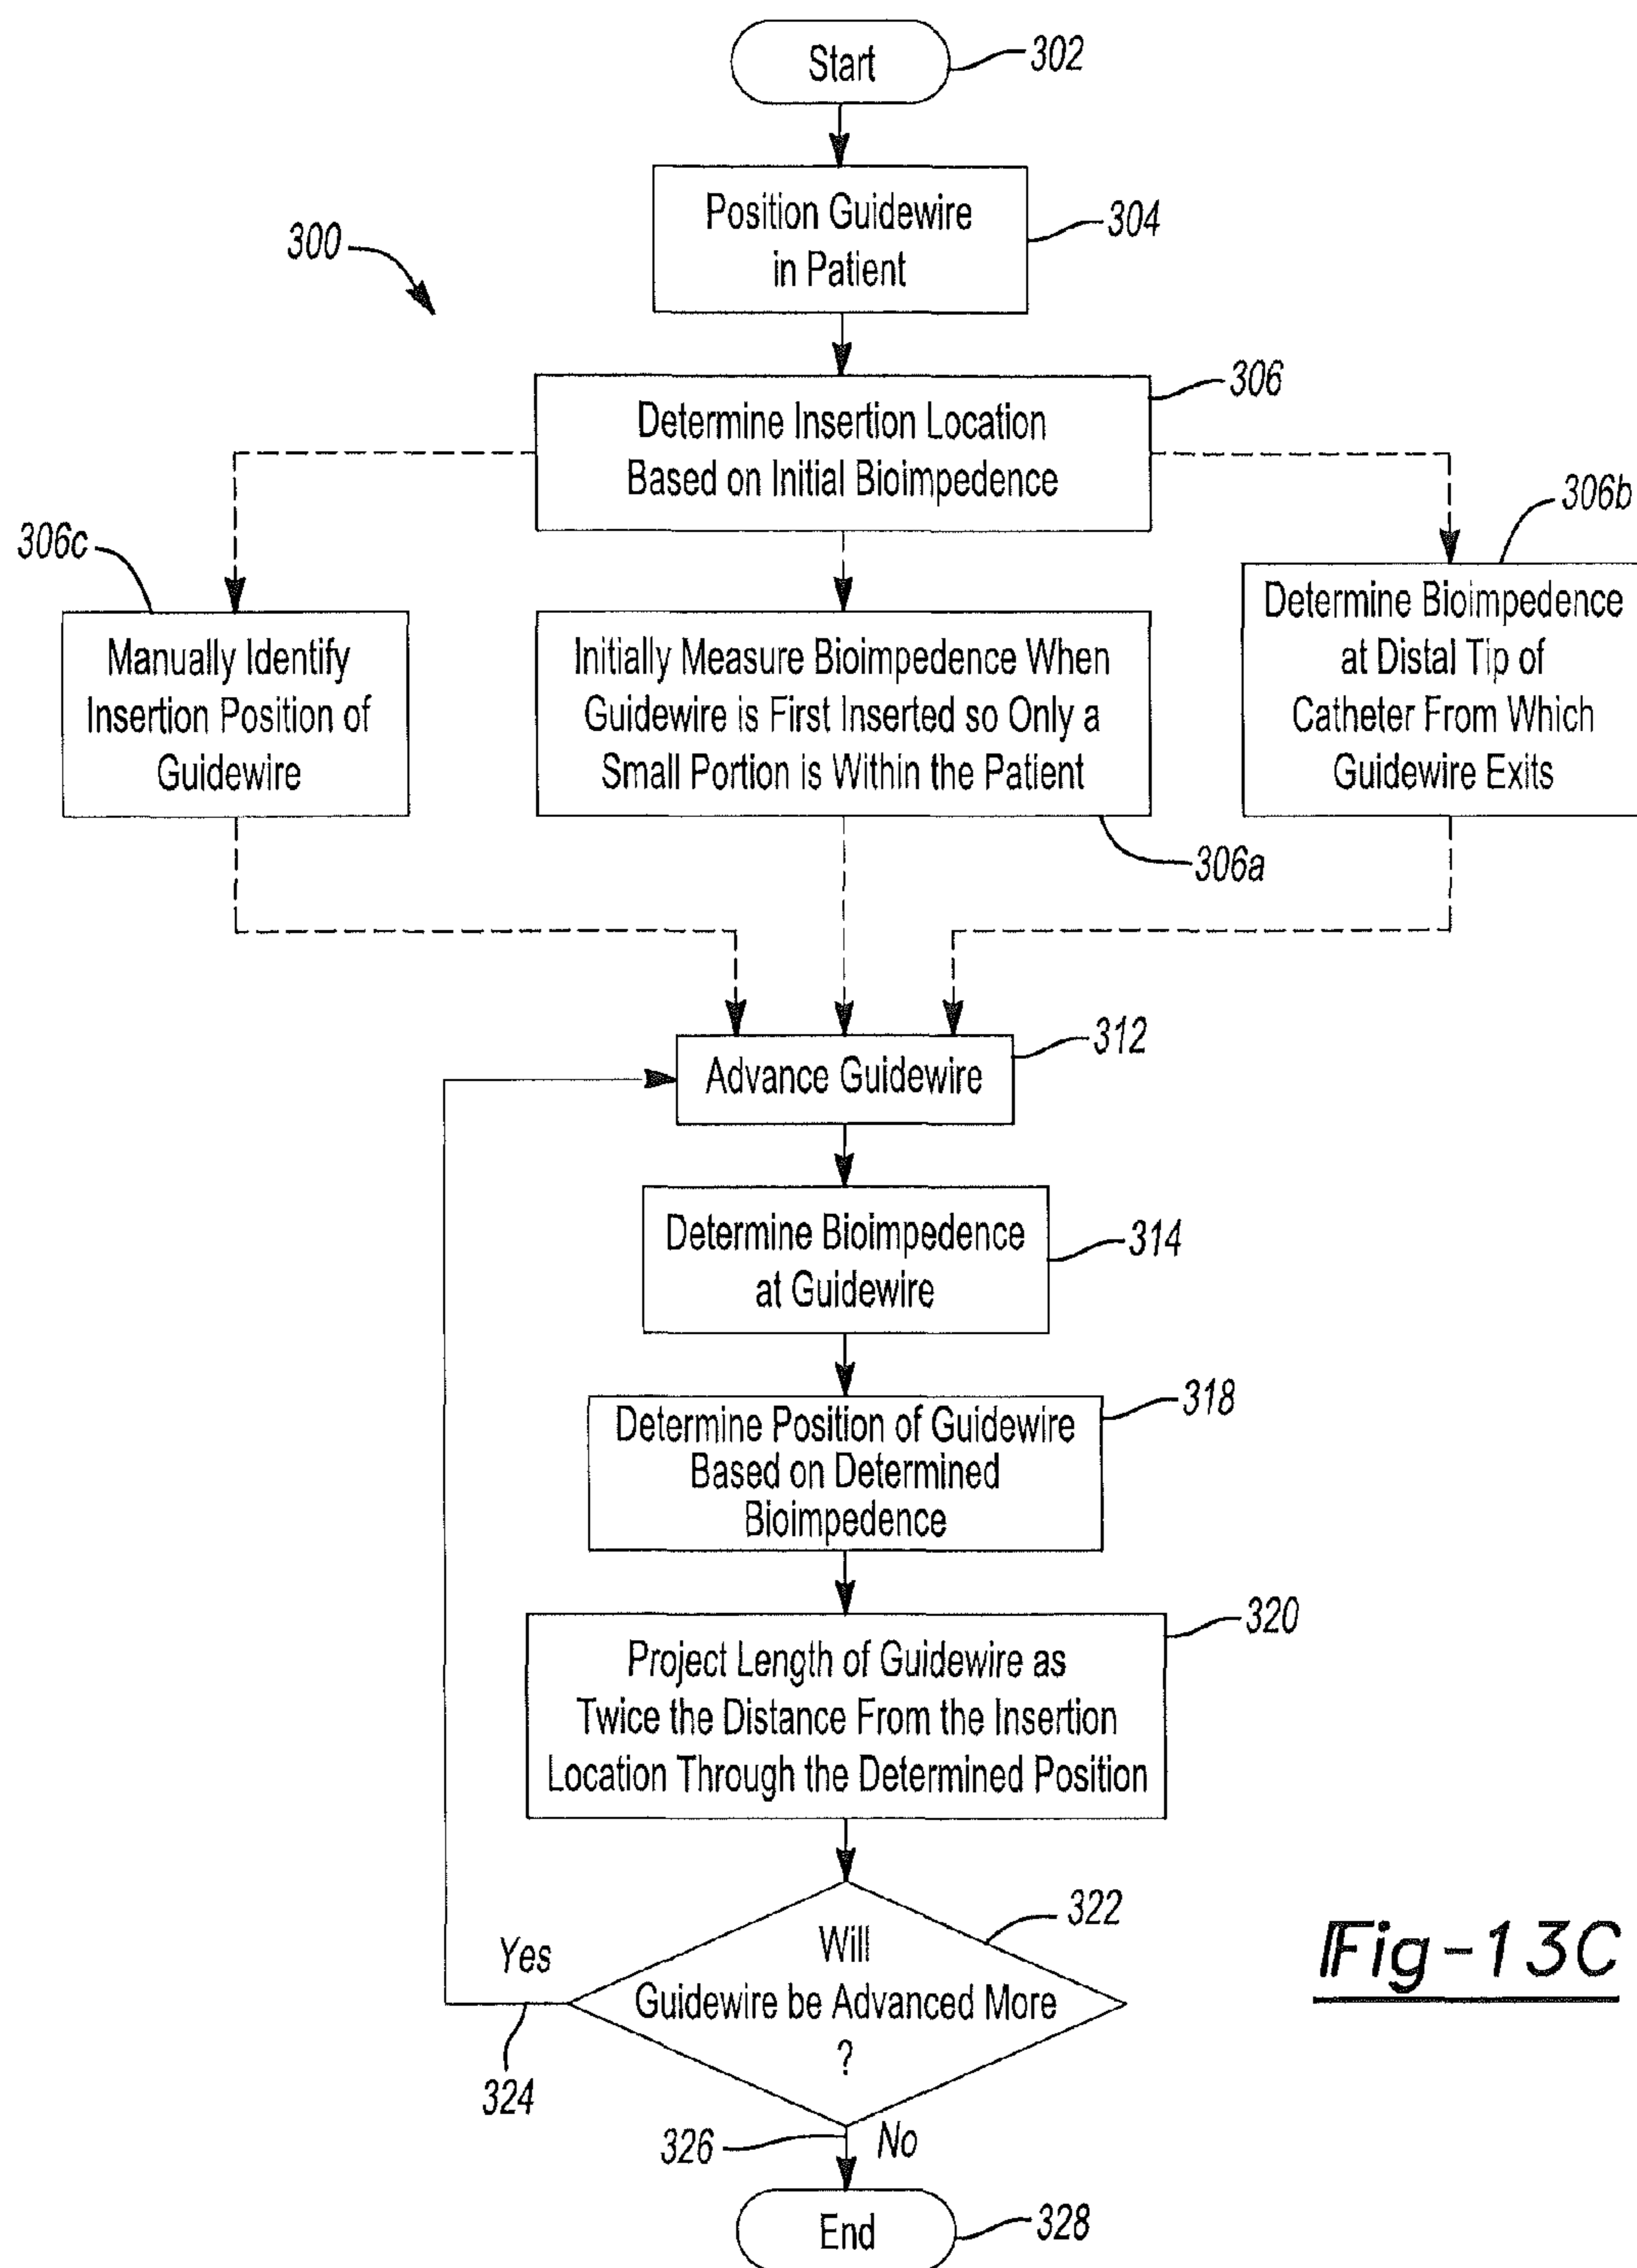 Start
302
Position Guidewire
in Patient
304
300
306
Determine Insertion Location
Based on Initial Bioimpedence
306c
306b
Manually Identify
Insertion Position of
Guidewire
Initially Measure Bioimpedence When
Guidewire is First Inserted so Only a
Small Portion is Within the Patient
306a
Determine Bioimpedence
at Distal Tip of
Catheter From Which
Guidewire Exits
312
Advance Guidewire
Determine Bioimpedence
at Guidewire
314
318
Determine Position of Guidewire
Based on Determined
Bioimpedence
320
Project Length of Guidewire as
Twice the Distance From the Insertion
Location Through the Determined Position
322
Yes
Will
Guidewire be Advanced More
?
324
326
No
End
328
Fig-13C